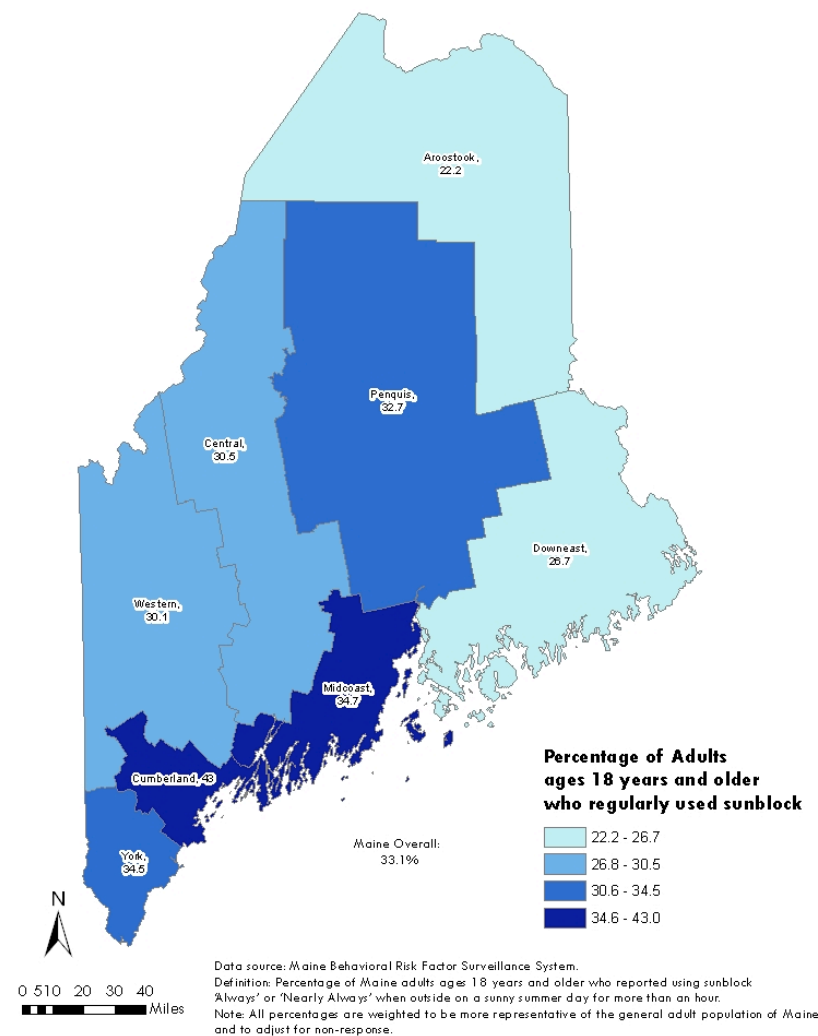 Aroostook,
22.2
Penquis,
32.7
Central,
30.5
Downeast,
26.7
Western,
30.1
Midcoast,
34.7
Cumberland, 43
York,
34.5
Maine Overall:
33.1%
Percentage of Adults
ages 18 years and older
who regularly used sunblock
22.2 - 26.7
26.8 - 30.5
30.6 - 34.5
34.6 - 43.0
N
0 510 20 30 40
Miles
Data source: Maine Behavioral Risk Factor Surveillance System.
Definition: Percentage of Maine adults ages 18 years and older who reported using sunblock
'Always' or 'Nearly Always' when outside on a sunny summer day for more than an hour.
Note: All percentages are weighted to be more representative of the general adult population of Maine
and to adjust for non-response.